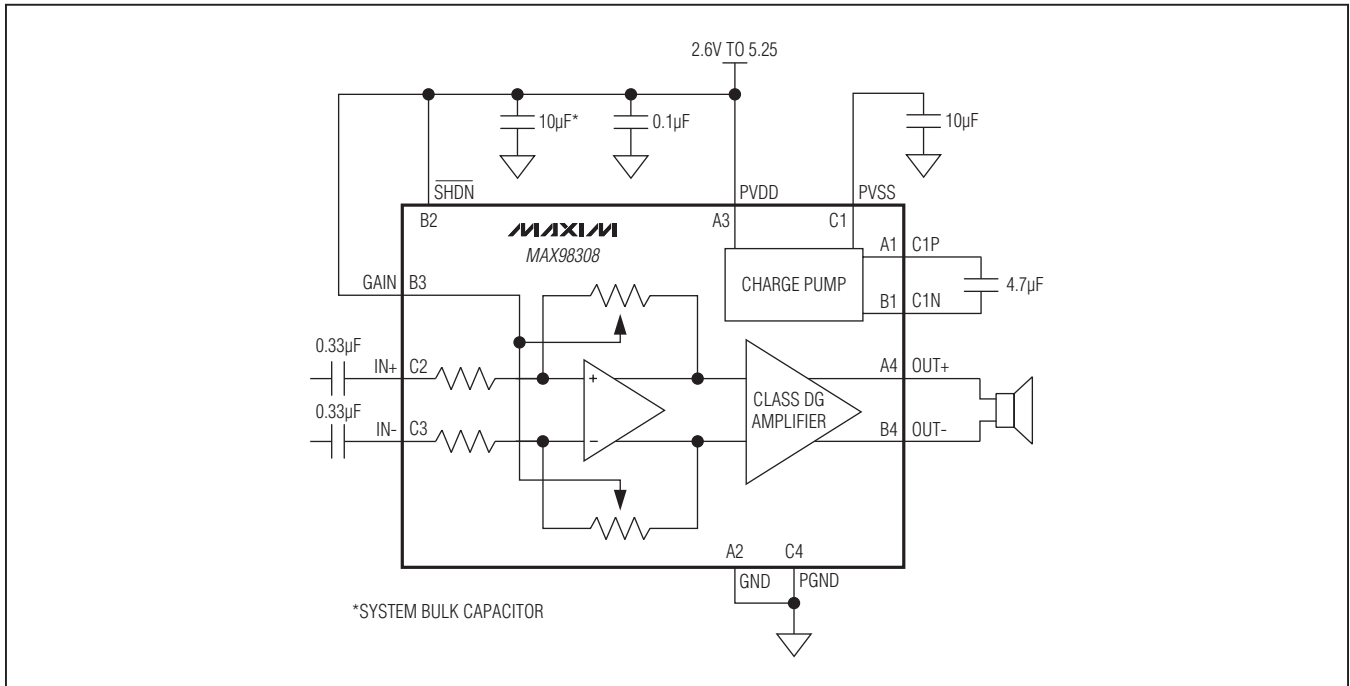 2.6V TO 5.25
10µF*
0.1µF
10µF
SHDN
PVDD
PVSS
B2
A3
C1
MAXIM
MAX98308
A1
C1P
CHARGE PUMP
4.7µF
GAIN
B3
B1
C1N
0.33µF
IN+
C2
A4
OUT+
+
CLASS DG
AMPLIFIER
0.33µF
IN-
C3
−
B4
OUT-
A2
C4
GND
PGND
*SYSTEM BULK CAPACITOR